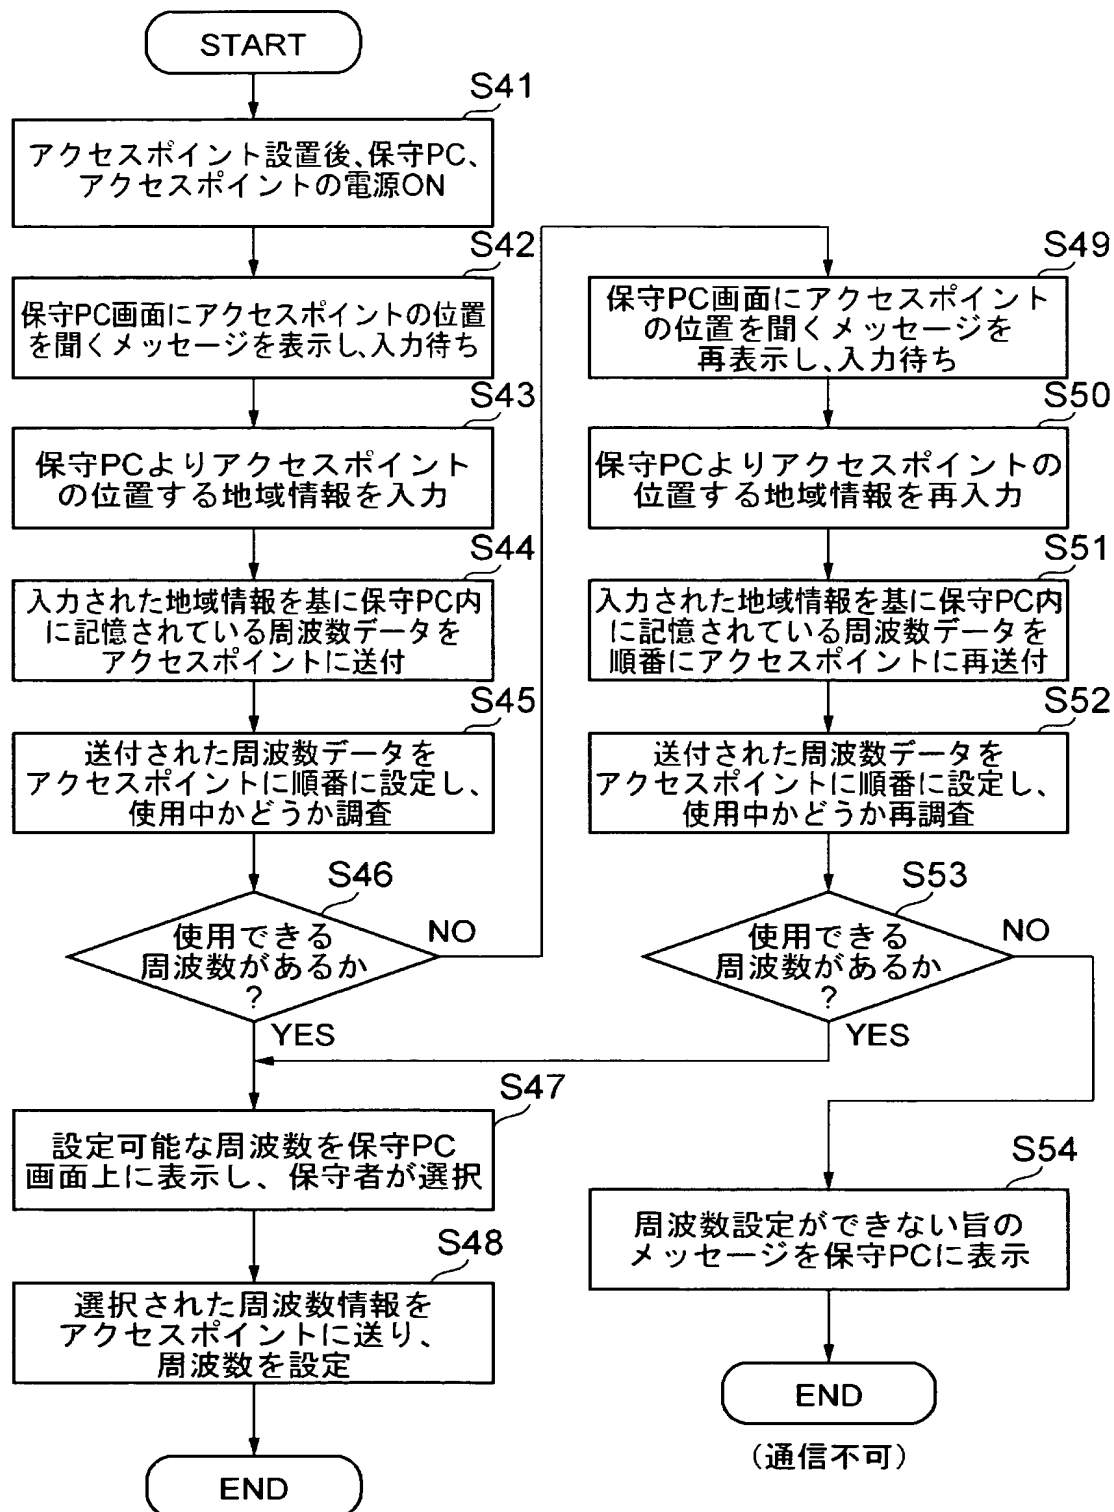 START
S41
アクセスポイント設置後、保守PC、
アクセスポイントの電源ON
S42
保守PC画面にアクセスポイントの位置
を聞くメッセージを表示し、入力待ち
S43
保守PCよりアクセスポイント
の位置する地域情報を入力
S44
入力された地域情報を基に保守PC内
に記憶されている周波数データを
アクセスポイントに送付
S45
送付された周波数データを
アクセスポイントに順番に設定し、
使用中かどうか調査
S46
使用できる
周波数があるか
?
NO
YES
S47
設定可能な周波数を保守PC
画面上に表示し、保守者が選択
S48
選択された周波数情報を
アクセスポイントに送り、
周波数を設定
END
S49
保守PC画面にアクセスポイント
の位置を聞くメッセージを
再表示し、入力待ち
S50
保守PCよりアクセスポイントの
位置する地域情報を再入力
S51
入力された地域情報を基に保守PC内
に記憶されている周波数データを
順番にアクセスポイントに再送付
S52
送付された周波数データを
アクセスポイントに順番に設定し、
使用中かどうか再調査
S53
使用できる
周波数があるか
?
NO
YES
S54
周波数設定ができない旨の
メッセージを保守PCに表示
END
(通信不可)